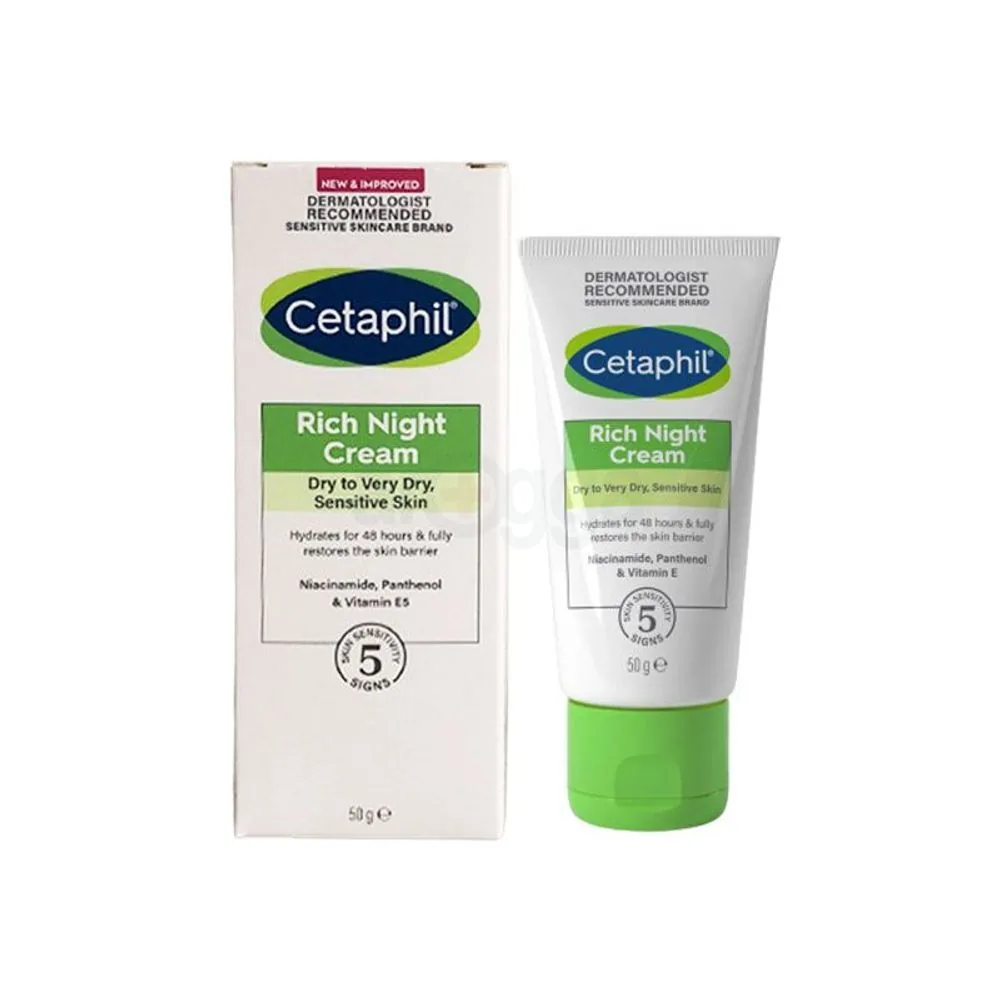 NEW & IMPROVED
DERMATOLOGIST
RECOMMENDED
SENSITIVE SKINCARE BRAND
Cetaphil®
Rich Night
Cream
Dry to Very Dry,
Sensitive Skin
Hydrates for 48 hours & fully
restores the skin barrier
Niacinamide, Panthenol
& Vitamin E5
SKIN SENSITIVITY
5
SIGNS
50 g ℮
DERMATOLOGIST
RECOMMENDED
SENSITIVE SKINCARE BRAND
Cetaphil®
Rich Night
Cream
Dry to Very Dry, Sensitive Skin
Hydrates for 48 hours & fully
restores the skin barrier
Niacinamide, Panthenol
& Vitamin E
SKIN SENSITIVITY
5
SIGNS
50 g ℮